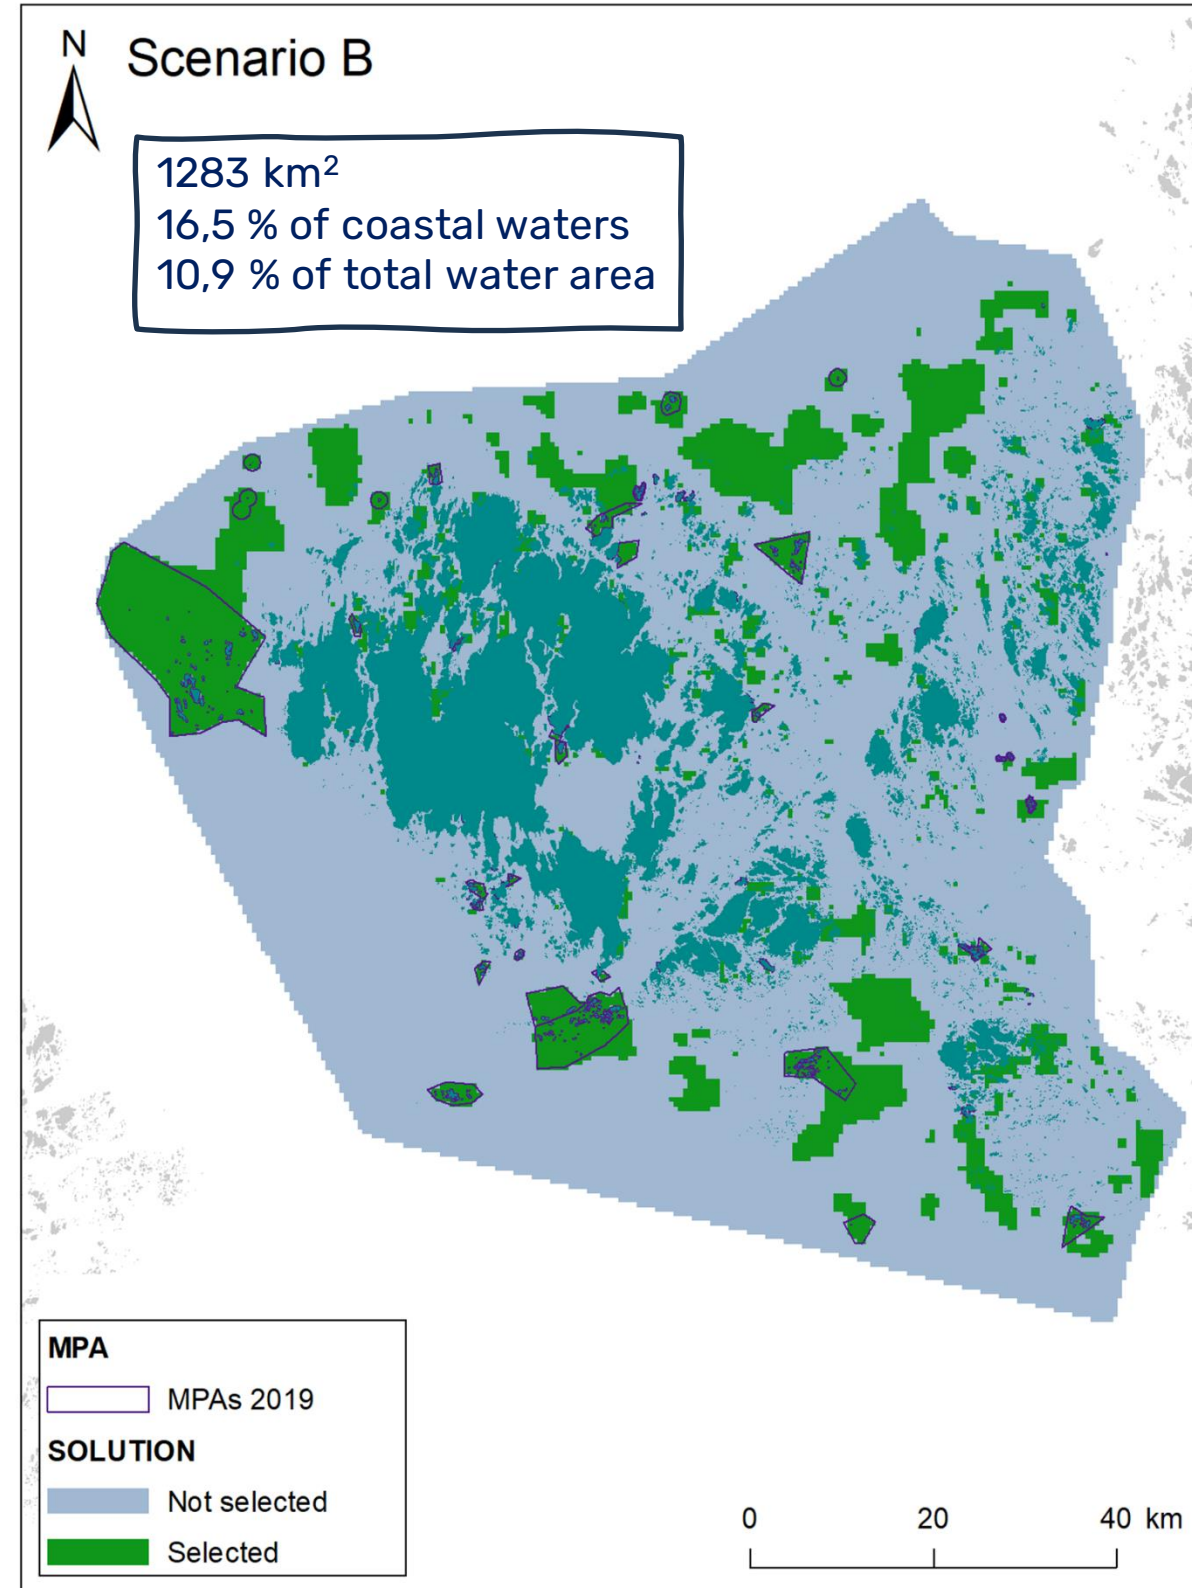 N
Scenario B
1283 km²
16,5 % of coastal waters
10,9 % of total water area
MPA
MPAs 2019
SOLUTION
Not selected
Selected
0 20 40 km